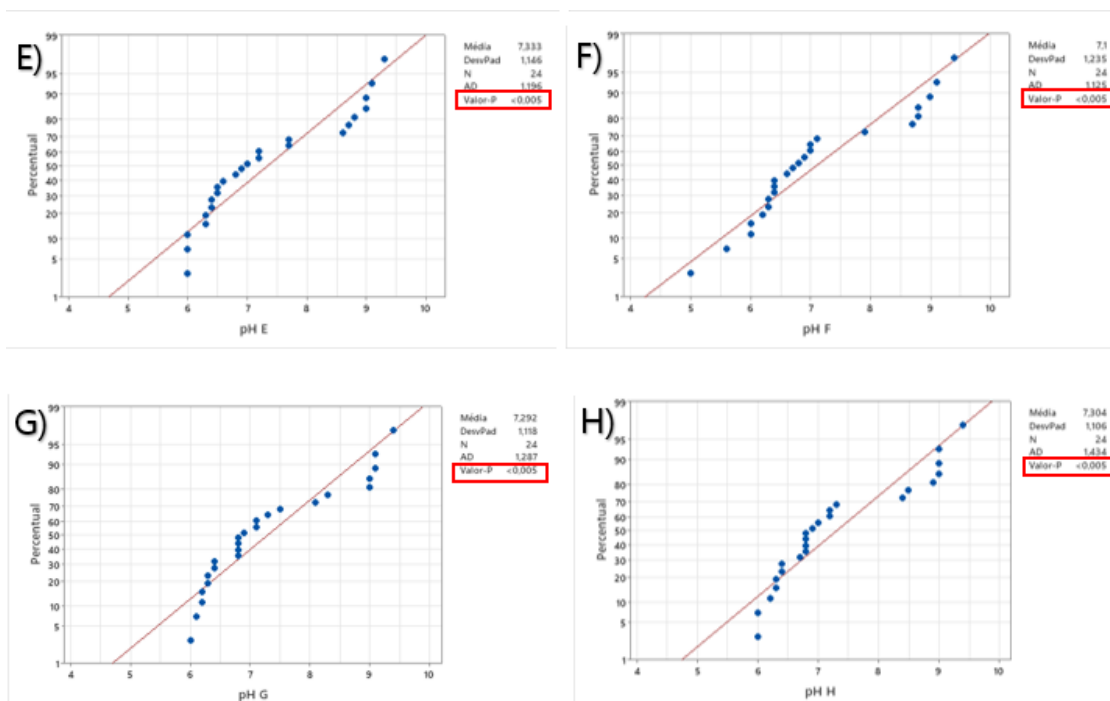 E)
99
95
90
80
70
60
50
40
30
20
10
5
1
Percentual
4 5 6 7 8 9 10
pH E
Média 7,333
DesvPad 1,146
N 24
AD 1,196
Valor-P <0,005
F)
99
95
90
80
70
60
50
40
30
20
10
5
1
Percentual
4 5 6 7 8 9 10
pH F
Média 7,1
DesvPad 1,235
N 24
AD 1,125
Valor-P <0,005
G)
99
95
90
80
70
60
50
40
30
20
10
5
1
Percentual
4 5 6 7 8 9 10
pH G
Média 7,292
DesvPad 1,118
N 24
AD 1,287
Valor-P <0,005
H)
99
95
90
80
70
60
50
40
30
20
10
5
1
Percentual
4 5 6 7 8 9 10
pH H
Média 7,304
DesvPad 1,106
N 24
AD 1,434
Valor-P <0,005